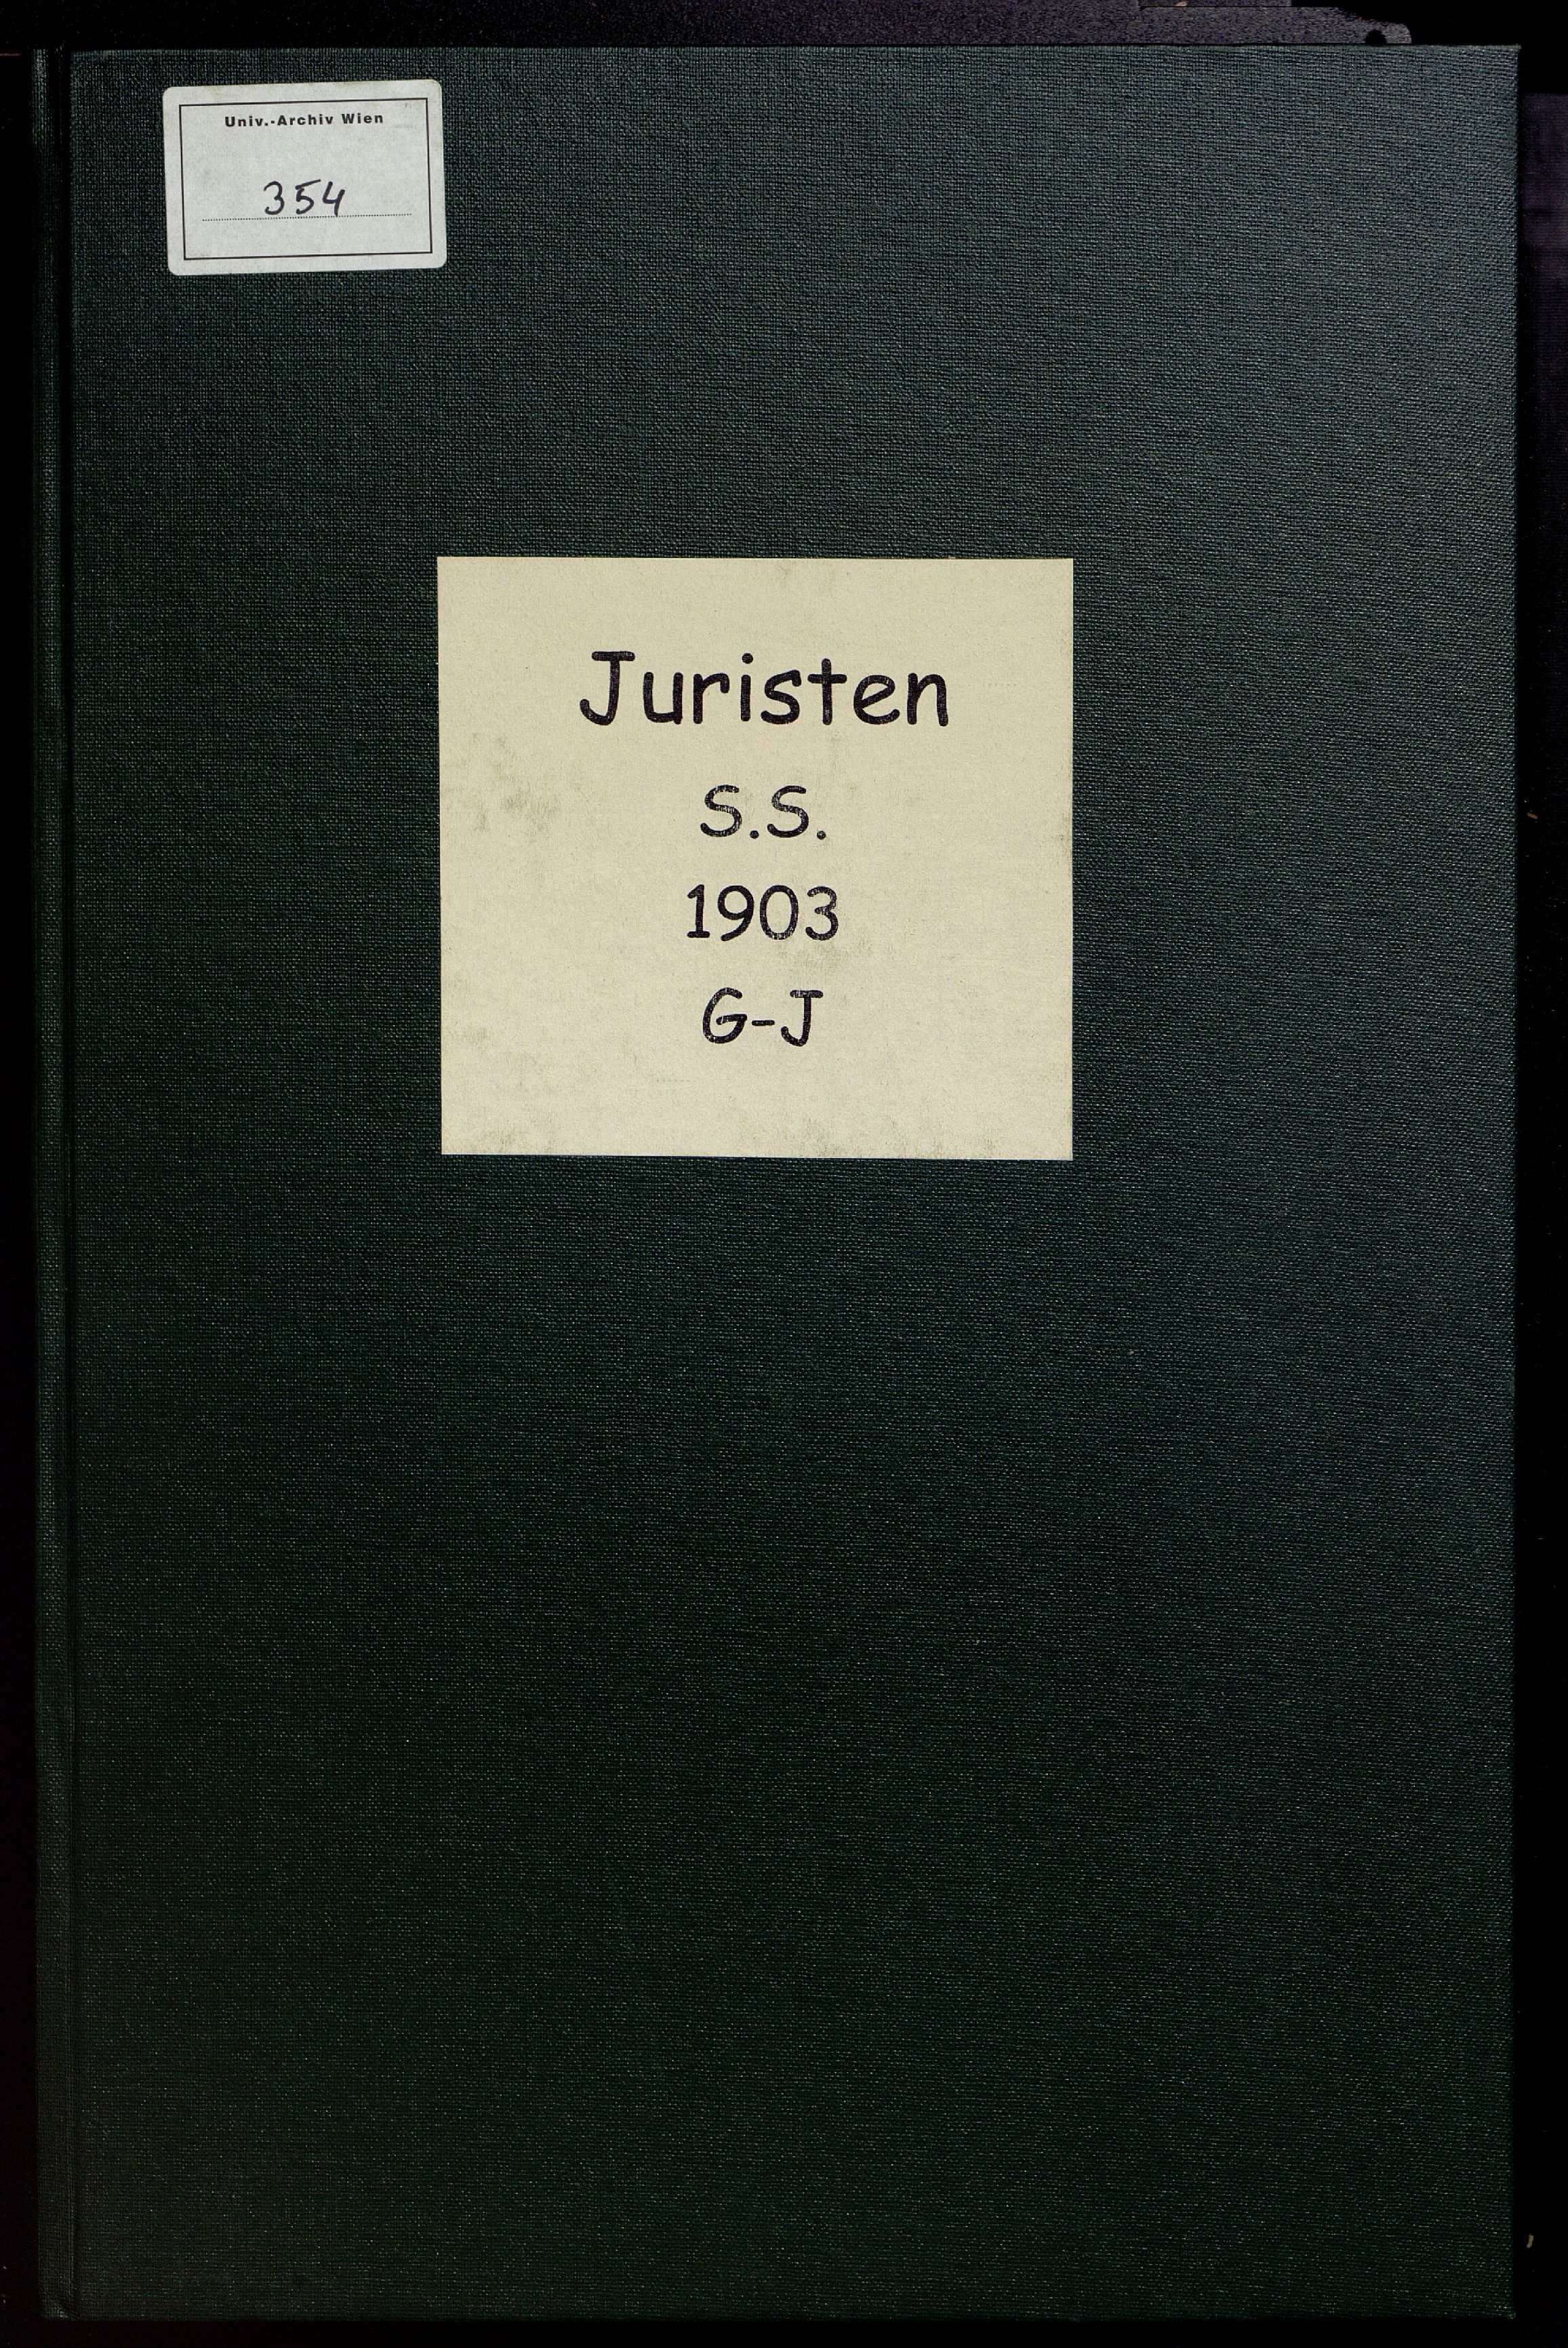 Univ.-Archiv Wien
354
Juristen
S.S.
1903
G-J